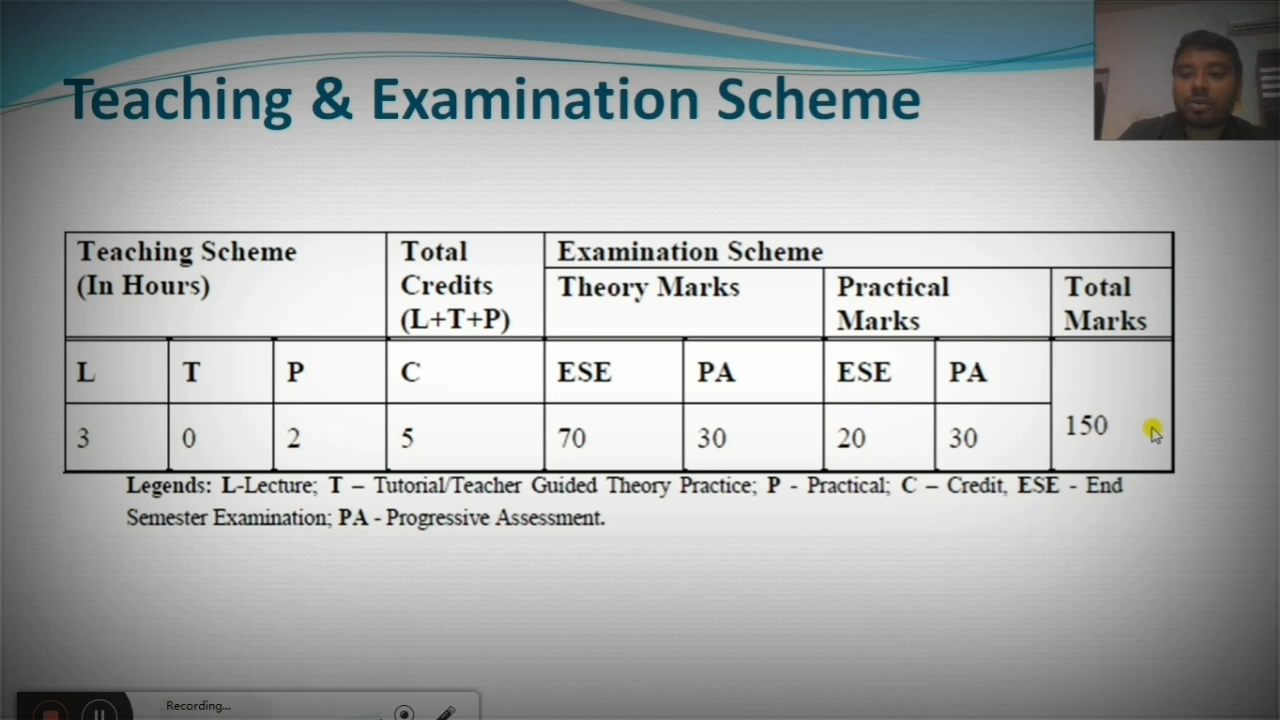 Teaching & Examination Scheme
Teaching Scheme
(In Hours)
Total
Credits
(L+T+P)
Examination Scheme
Theory Marks
Practical
Marks
Total
Marks
L T P C ESE PA ESE PA
3 0 2 5 70 30 20 30 150
Legends: L-Lecture; T – Tutorial/Teacher Guided Theory Practice; P - Practical; C – Credit, ESE - End
Semester Examination; PA - Progressive Assessment.
Recording...